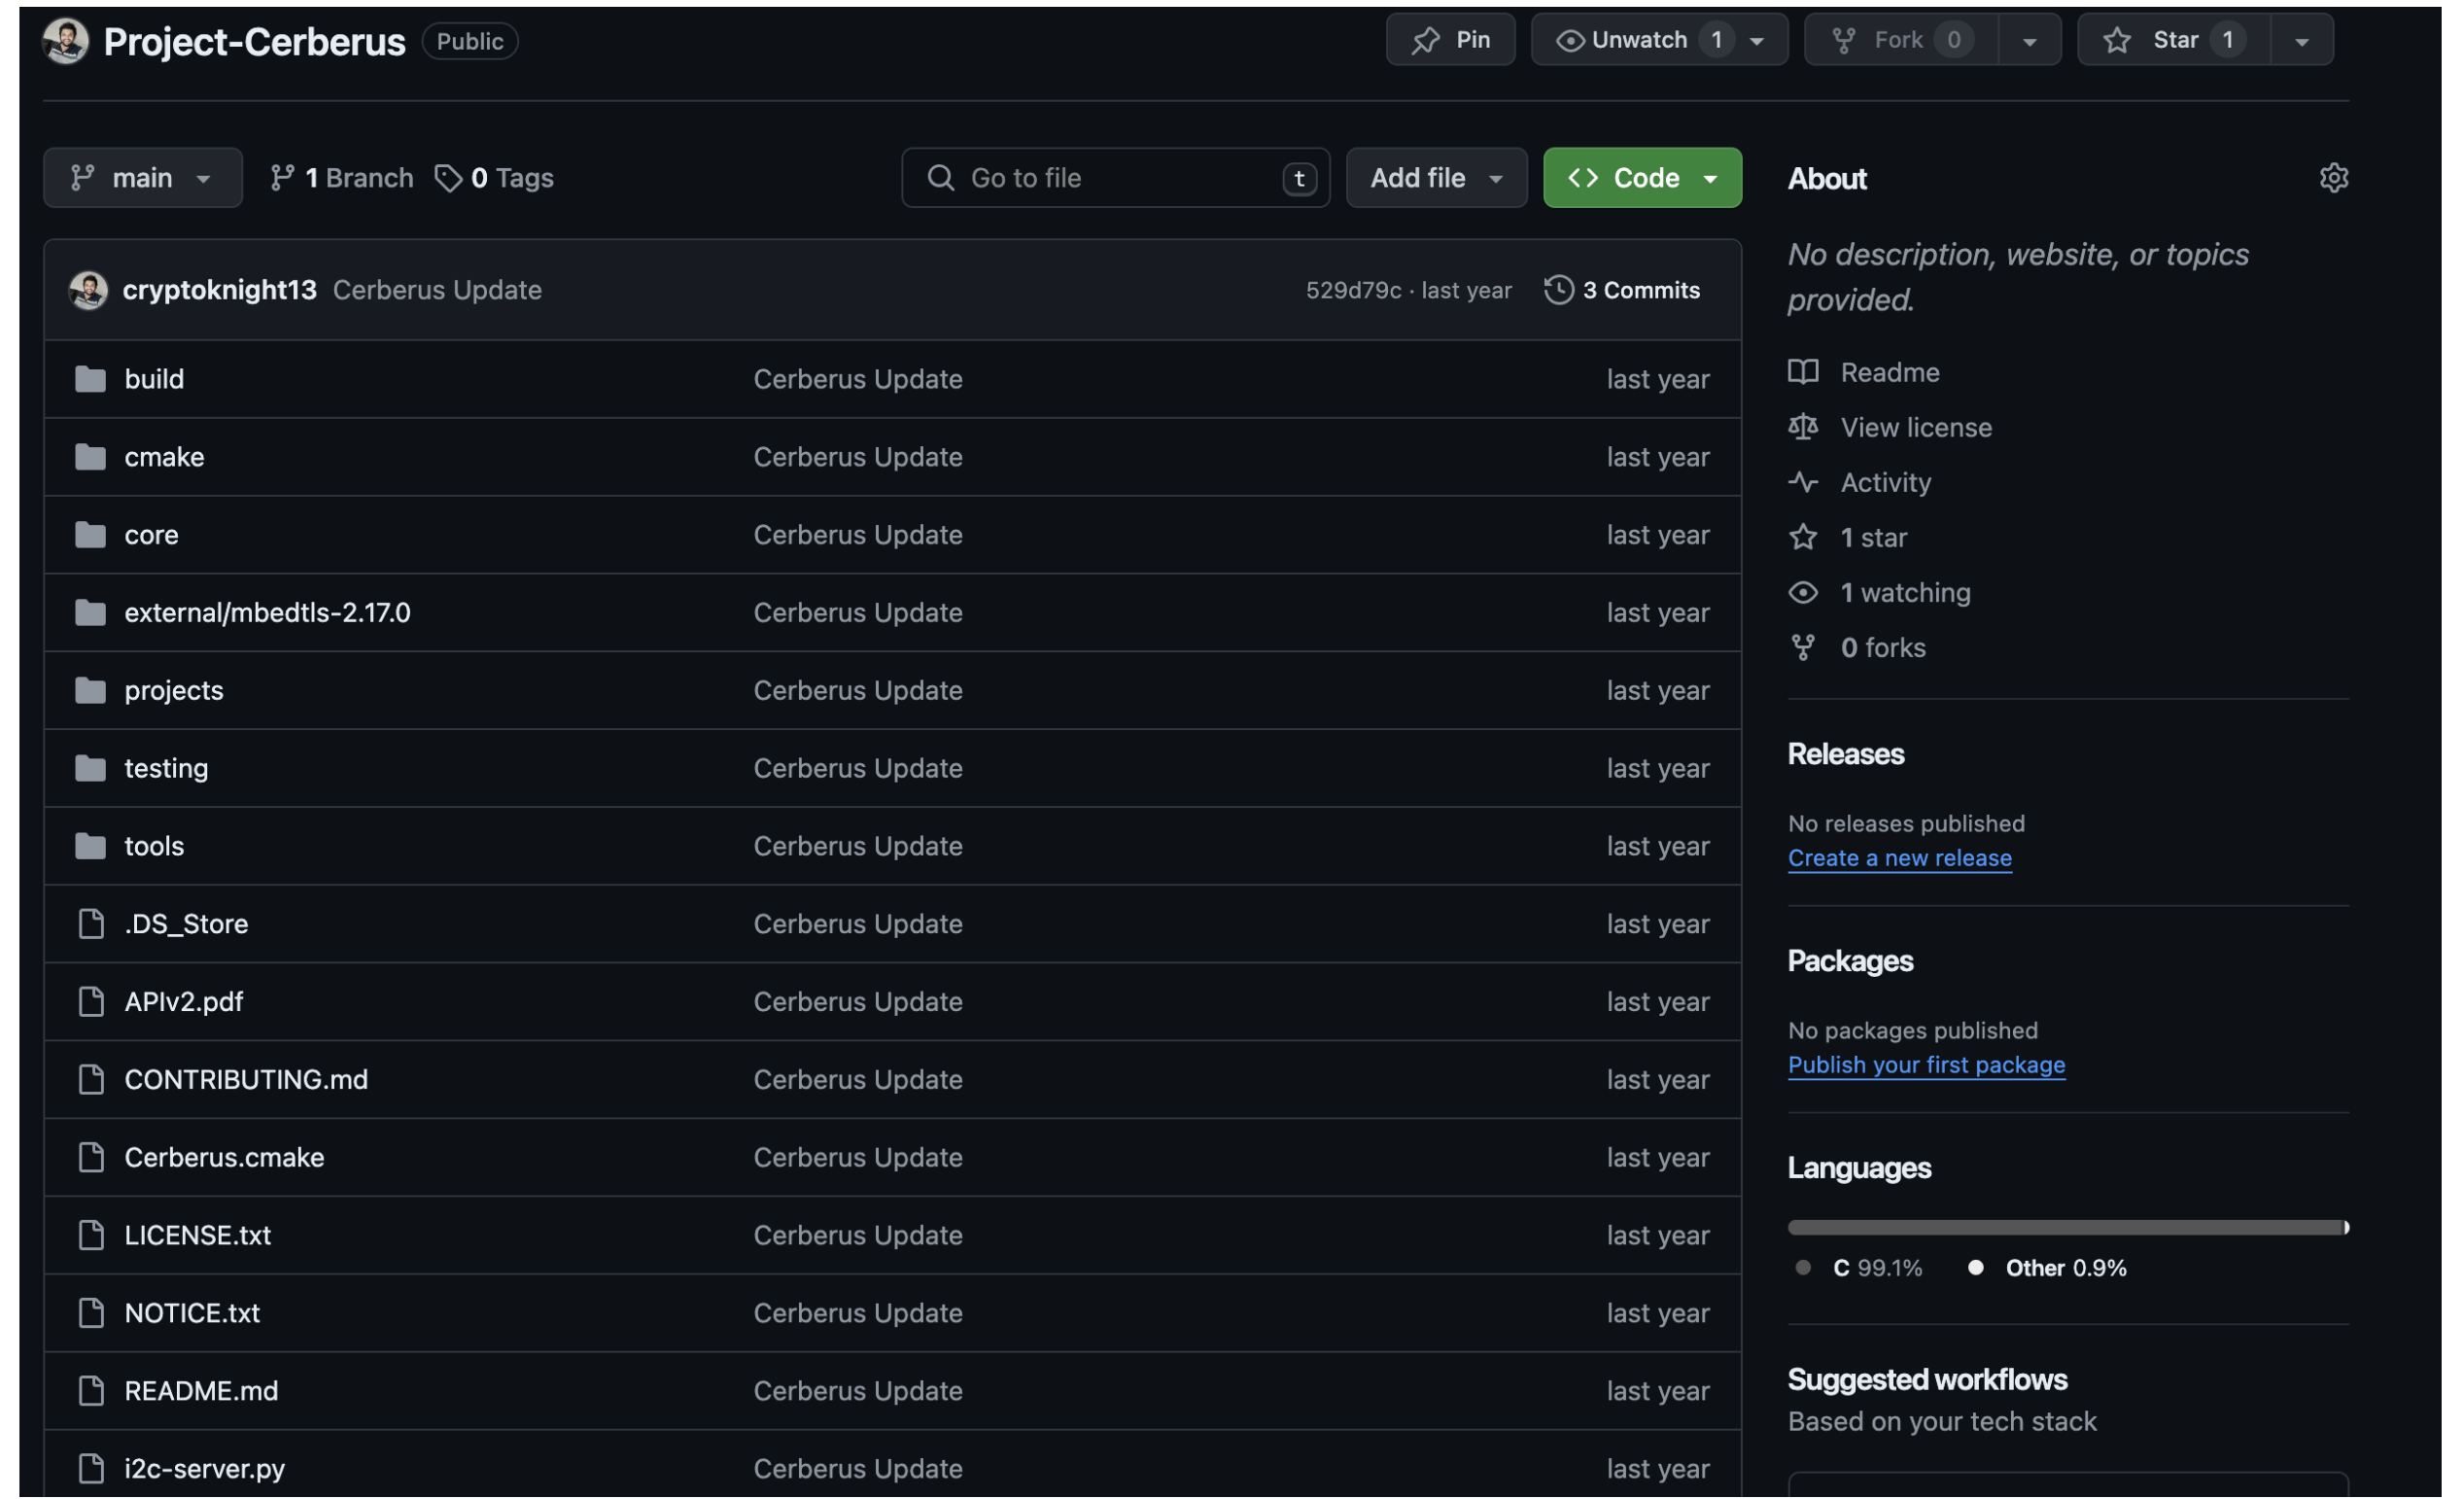 Project-Cerberus Public Pin Unwatch 1 Fork 0 Star 1
main 1 Branch 0 Tags Go to file t Add file Code
cryptoknight13 Cerberus Update 529d79c · last year 3 Commits
build Cerberus Update last year
cmake Cerberus Update last year
core Cerberus Update last year
external/mbedtls-2.17.0 Cerberus Update last year
projects Cerberus Update last year
testing Cerberus Update last year
tools Cerberus Update last year
.DS_Store Cerberus Update last year
APIv2.pdf Cerberus Update last year
CONTRIBUTING.md Cerberus Update last year
Cerberus.cmake Cerberus Update last year
LICENSE.txt Cerberus Update last year
NOTICE.txt Cerberus Update last year
README.md Cerberus Update last year
i2c-server.py Cerberus Update last year
About
No description, website, or topics
provided.
Readme
View license
Activity
1 star
1 watching
0 forks
Releases
No releases published
Create a new release
Packages
No packages published
Publish your first package
Languages
C 99.1% Other 0.9%
Suggested workflows
Based on your tech stack